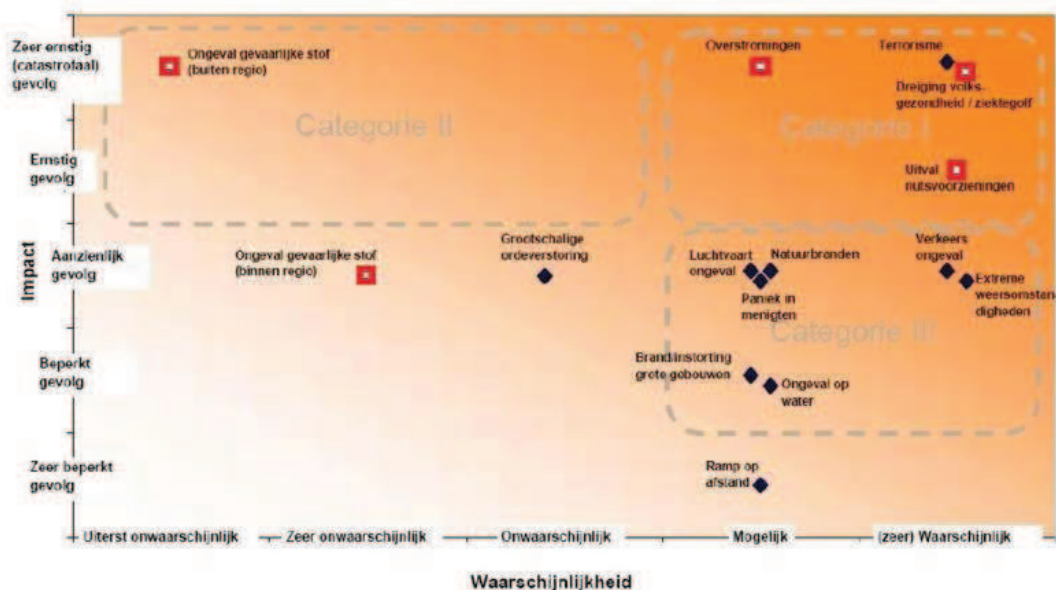 Zeer ernstig
(catastrofaal)
gevolg
Ongeval gevaarlijke stof
(buiten regio)
Overstromingen
Terrorisme
Dreiging volks-
gezondheid / ziektegolf
Categorie II
Categorie I
Ernstig
gevolg
Uitval
nutsvoorzieningen
Impact
Aanzienlijk
gevolg
Ongeval gevaarlijke stof
(binnen regio)
Grootschalige
ordeverstoring
Luchtvaart
ongeval
Natuurbranden
Paniek in
menigten
Verkeers
ongeval
Extreme
weersomstan-
digheden
Categorie III
Beperkt
gevolg
Brand/instorting
grote gebouwen
Ongeval op
water
Zeer beperkt
gevolg
Ramp op
afstand
Uiterst onwaarschijnlijk
Zeer onwaarschijnlijk
Onwaarschijnlijk
Mogelijk
(zeer) Waarschijnlijk
Waarschijnlijkheid